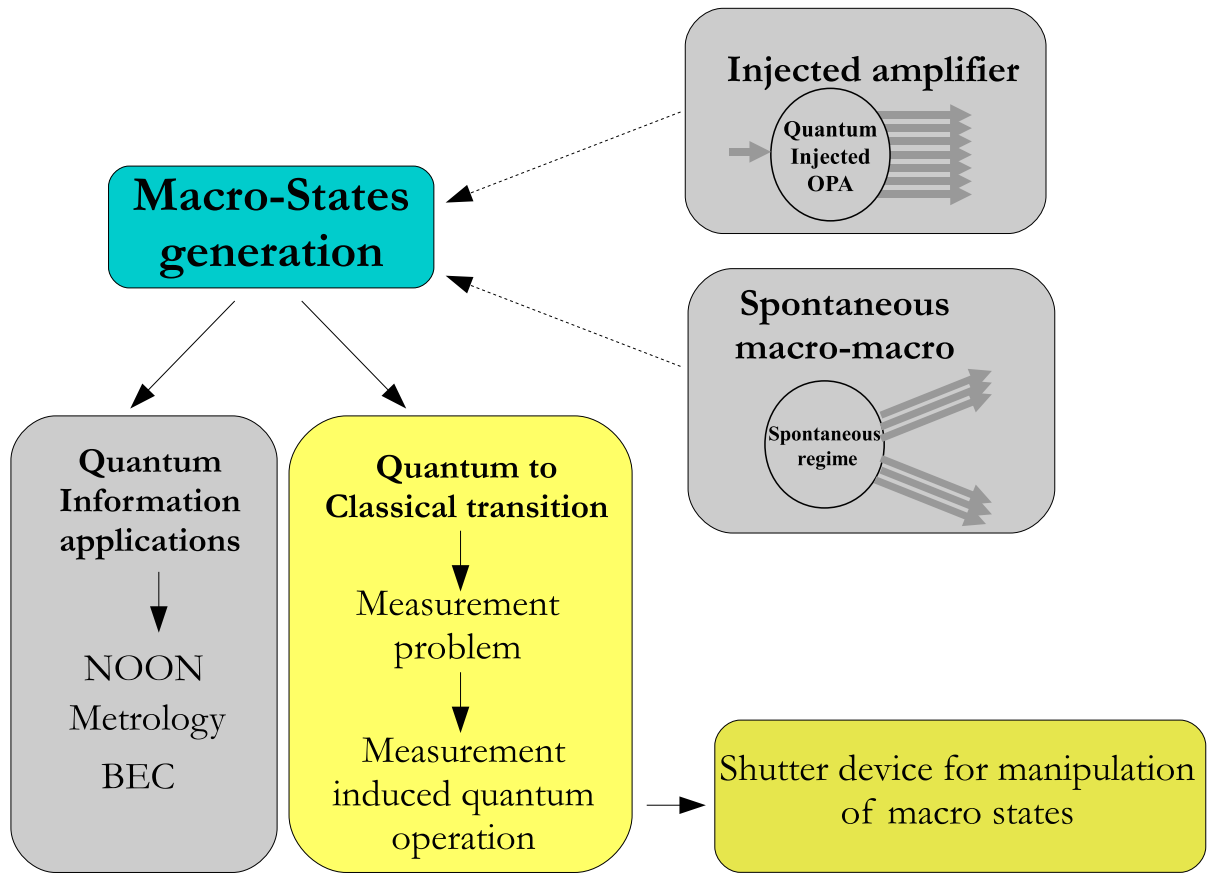 Injected amplifier
Quantum
Injected
OPA
Macro-States
generation
Spontaneous
macro-macro
Spontaneous
regime
Quantum
Information
applications
NOON
Metrology
BEC
Quantum to
Classical transition
Measurement
problem
Measurement
induced quantum
operation
Shutter device for manipulation
of macro states